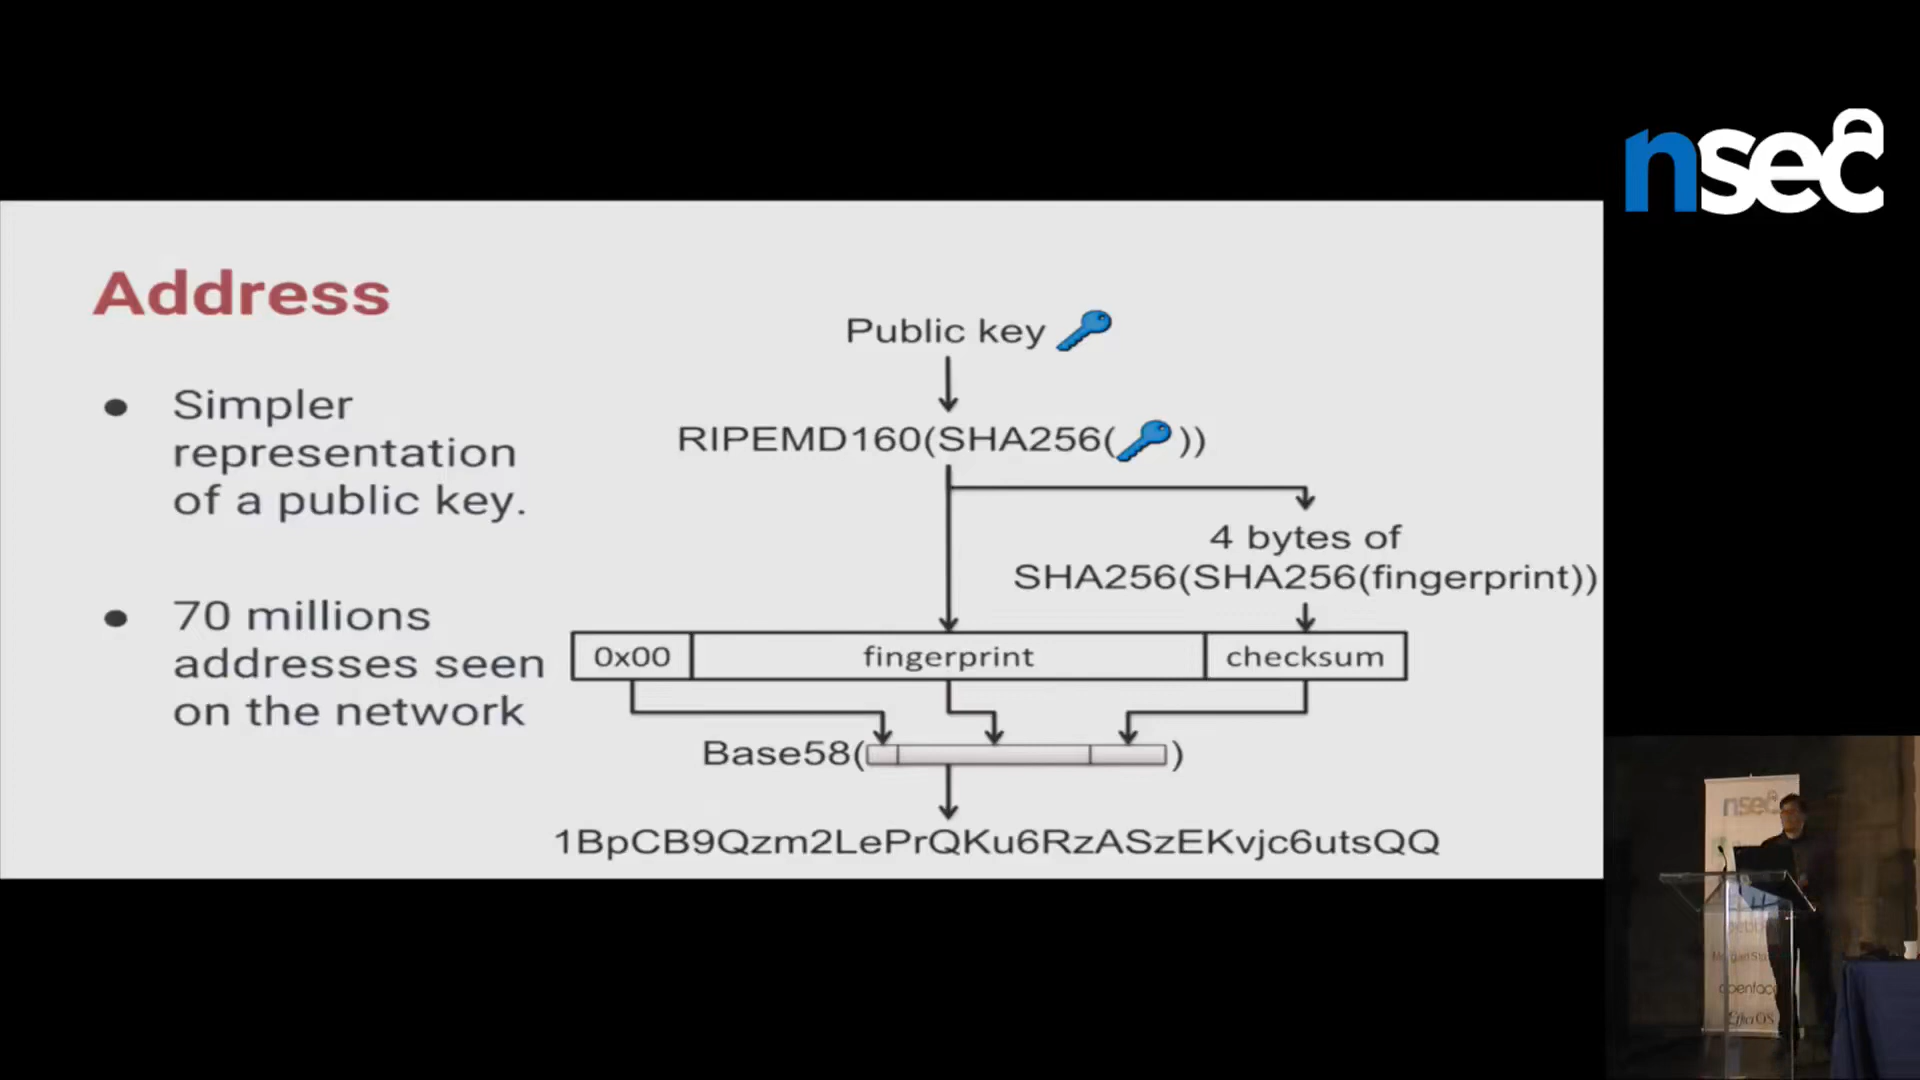 nsec
Address
Simpler
representation
of a public key.
70 millions
addresses seen
on the network
Public key
RIPEMD160(SHA256( ))
4 bytes of
SHA256(SHA256(fingerprint))
0x00 fingerprint checksum
Base58( )
1BpCB9Qzm2LePrQKu6RzASzEKvjc6utsQQ
nsec